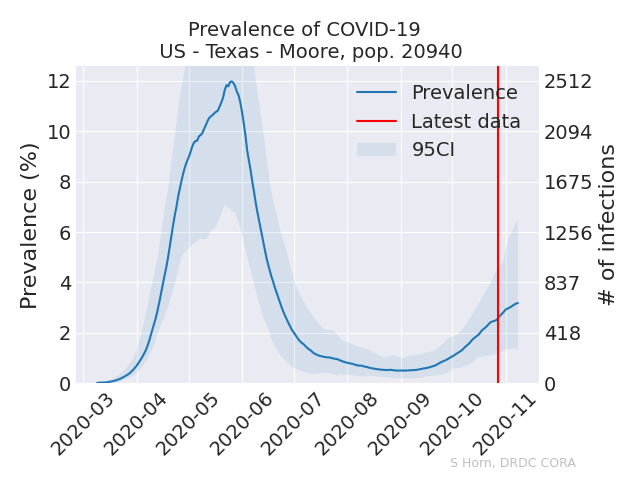 Prevalence of COVID-19
US - Texas - Moore, pop. 20940
Prevalence
Latest data
95CI
Prevalence (%)
12
10
8
6
4
2
0
2512
2094
1675
1256
837
418
0
# of infections
2020-03
2020-04
2020-05
2020-06
2020-07
2020-08
2020-09
2020-10
2020-11
S Horn, DRDC CORA